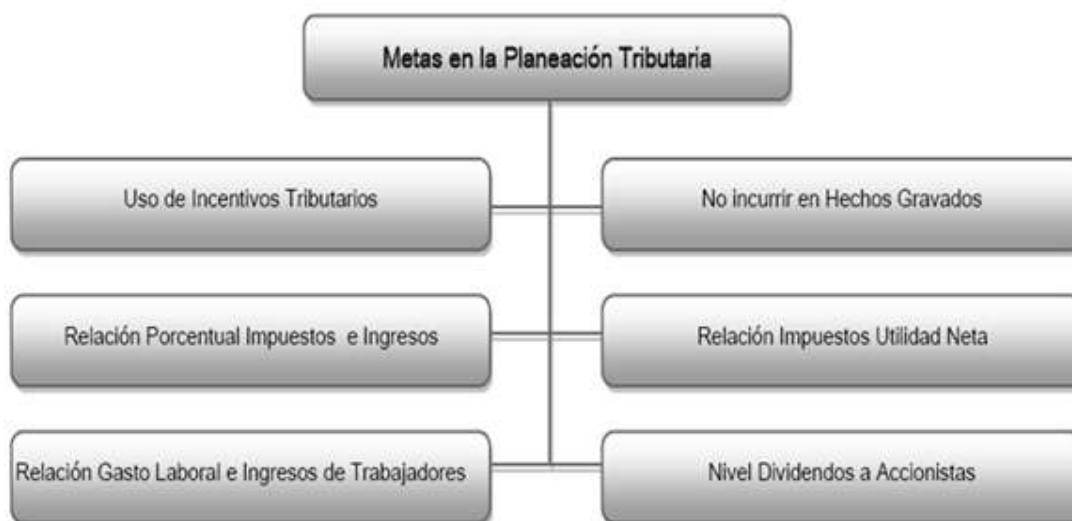 Metas en la Planeación Tributaria
Uso de Incentivos Tributarios
No incurrir en Hechos Gravados
Relación Porcentual Impuestos e Ingresos
Relación Impuestos Utilidad Neta
Relación Gasto Laboral e Ingresos de Trabajadores
Nivel Dividendos a Accionistas